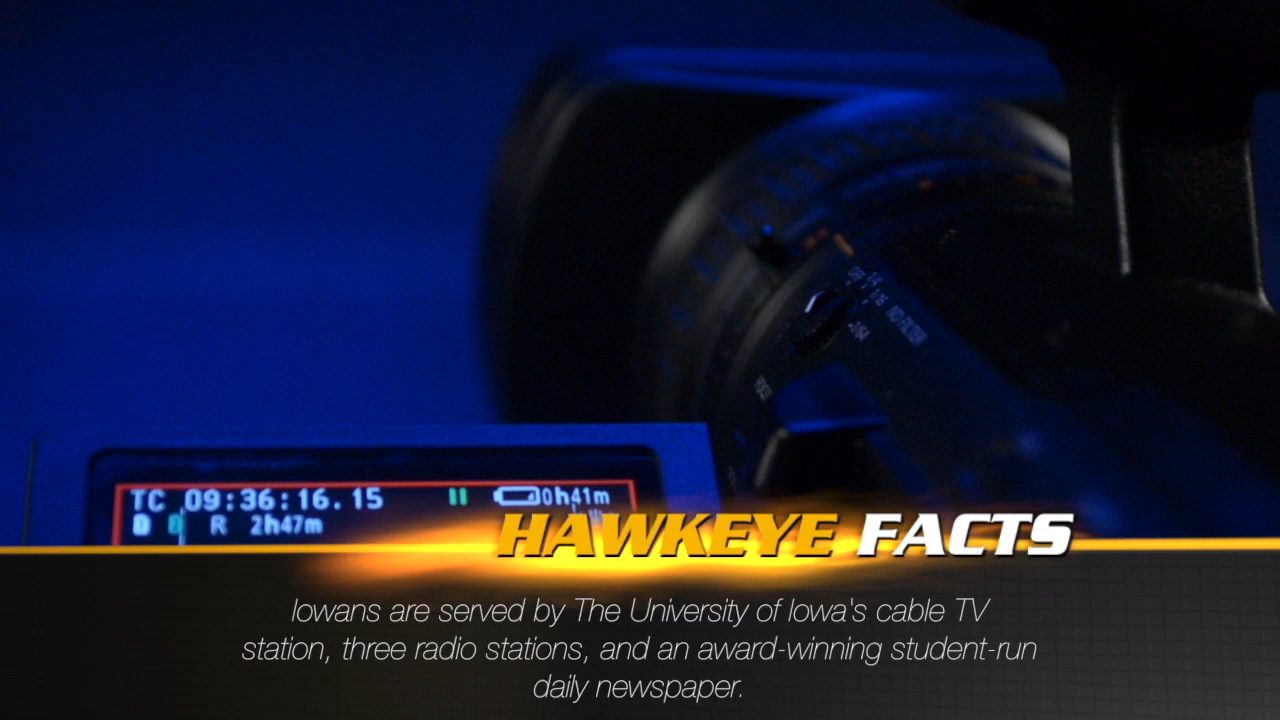 TC 09:36:16.15 0h41m
D R 2h47m
HAWKEYE FACTS
Iowans are served by The University of Iowa's cable TV
station, three radio stations, and an award-winning student-run
daily newspaper.